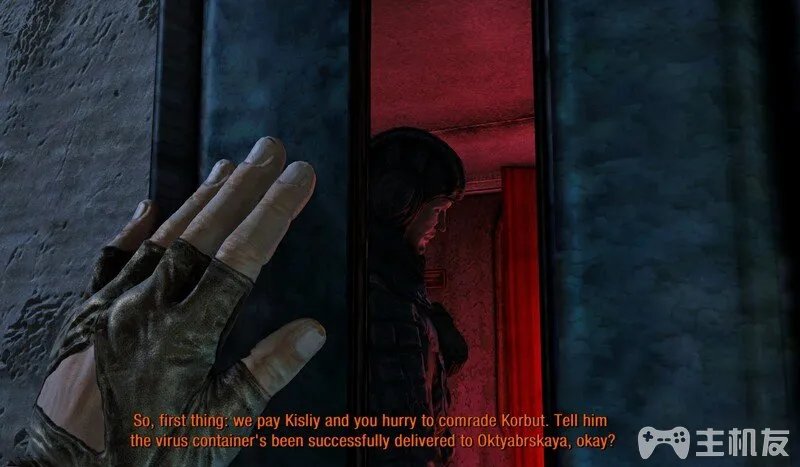 So, first thing: we pay Kisliy and you hurry to comrade Korbut. Tell him
the virus container's been successfully delivered to Oktyabrskaya, okay?
主机友